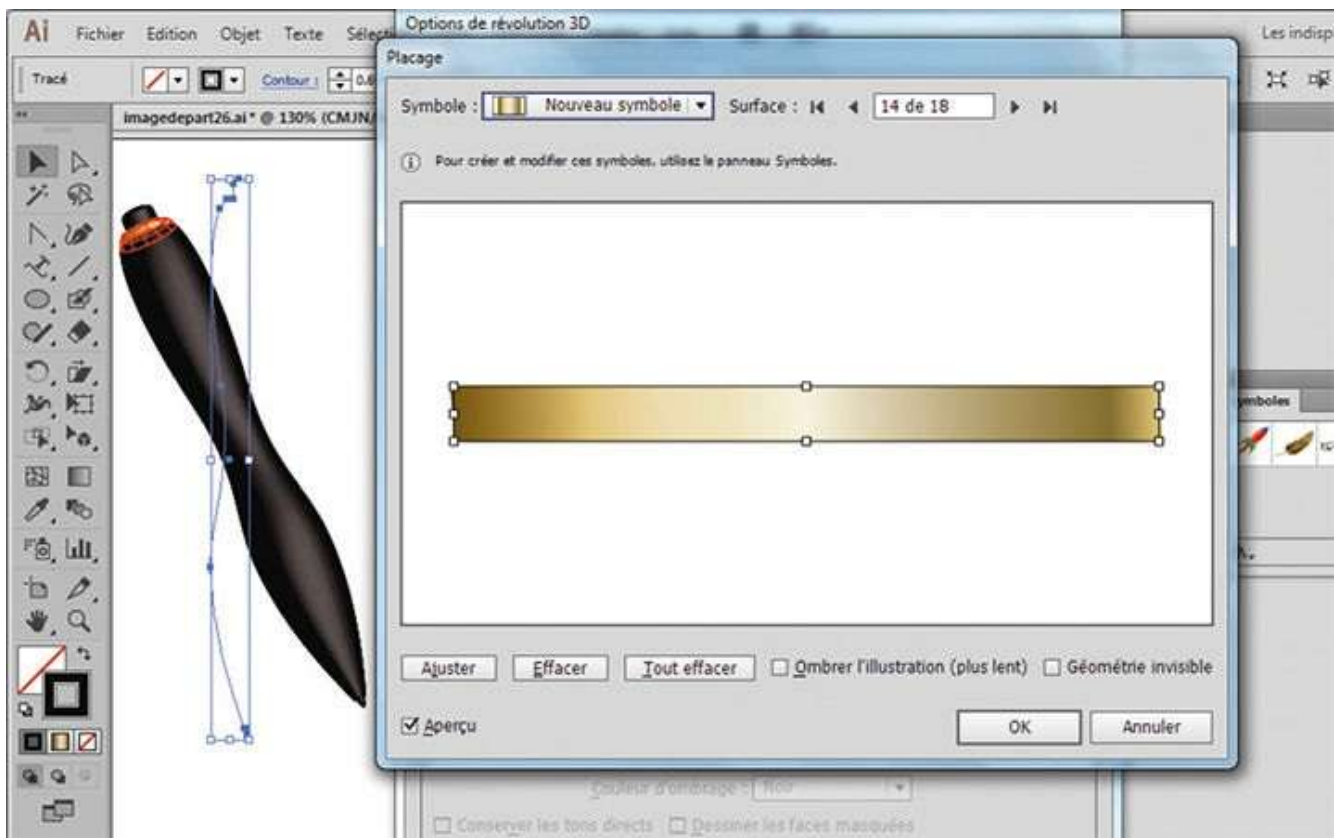 Options de révolution 3D
Ai Fichier Edition Objet Texte Les indisp
Placage
Tracé Contour :
Symbole : Nouveau symbole Surface : 14 de 18
imagedepart26.ai* @ 130% (CMJN/
Pour créer et modifier ces symboles, utilisez le panneau Symboles.
ymboles
Ajuster Effacer Tout effacer Ombrer l'illustration (plus lent) Géométrie invisible
Aperçu OK Annuler
Couleur d'ombrage : Noir
Conserver les tons directs Dessiner les faces masquées